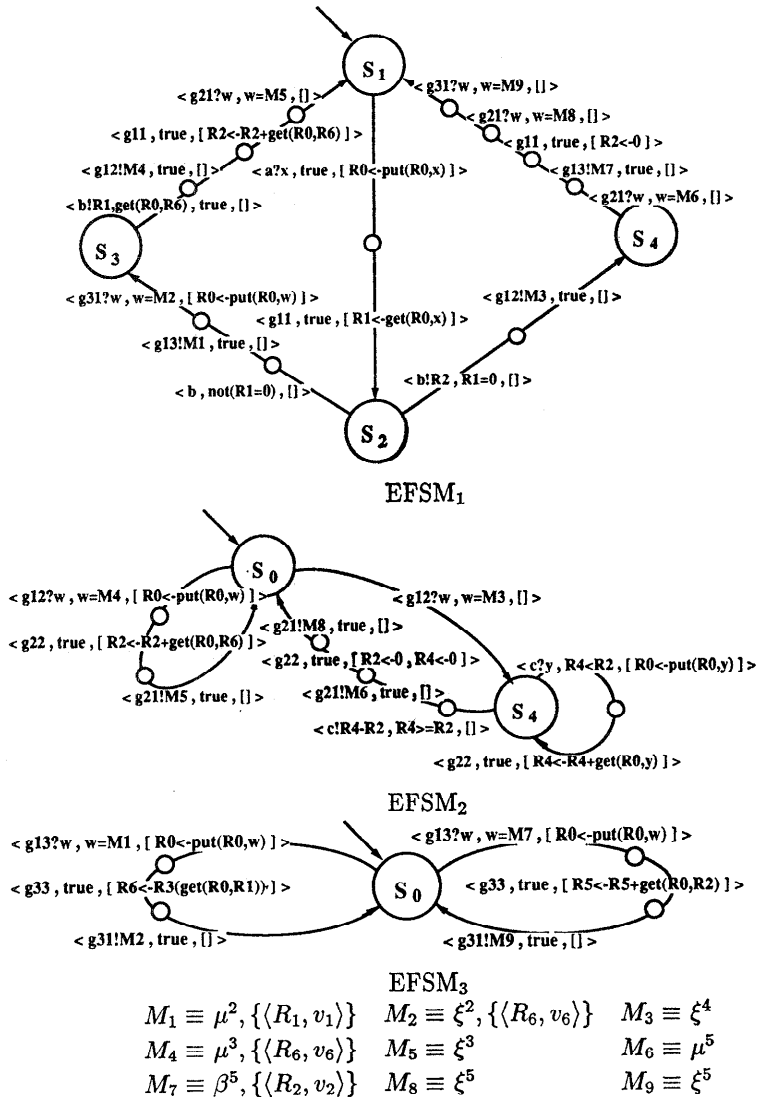 S1
< g21?w , w=M5 , [] >
< g31?w , w=M9 , [] >
< g21?w , w=M8 , [] >
< g11 , true , [ R2<-R2+get(R0,R6) ] >
< g11 , true , [ R2<-0 ] >
< g12!M4 , true , [] >
< a?x , true , [ R0<-put(R0,x) ] >
< g13!M7 , true , [] >
< b!R1,get(R0,R6) , true , [] >
< g21?w , w=M6 , [] >
S3
S4
< g31?w , w=M2 , [ R0<-put(R0,w) ] >
< g12!M3 , true , [] >
< g11 , true , [ R1<-get(R0,x) ] >
< g13!M1 , true , [] >
< b , not(R1=0) , [] >
< b!R2 , R1=0 , [] >
S2
EFSM1
S0
< g12?w , w=M4 , [ R0<-put(R0,w) ] >
< g12?w , w=M3 , [] >
< g21!M8 , true , [] >
< g22 , true , [ R2<-R2+get(R0,R6) ] >
< g22 , true , [ R2<-0 , R4<-0 ] >
< c?y , R4<R2 , [ R0<-put(R0,y) ] >
< g21!M5 , true , [] >
< g21!M6 , true , [] >
S4
< c!R4-R2 , R4>=R2 , [] >
< g22 , true , [ R4<-R4+get(R0,y) ] >
EFSM2
< g13?w , w=M1 , [ R0<-put(R0,w) ] >
< g13?w , w=M7 , [ R0<-put(R0,w) ] >
< g33 , true , [ R6<-R3(get(R0,R1)) ] >
S0
< g33 , true , [ R5<-R5+get(R0,R2) ] >
< g31!M2 , true , [] >
< g31!M9 , true , [] >
EFSM3
M1 ≡ μ², {⟨R1, v1⟩} M2 ≡ ξ², {⟨R6, v6⟩} M3 ≡ ξ⁴
M4 ≡ μ³, {⟨R6, v6⟩} M5 ≡ ξ³ M6 ≡ μ⁵
M7 ≡ β⁵, {⟨R2, v2⟩} M8 ≡ ξ⁵ M9 ≡ ξ⁵